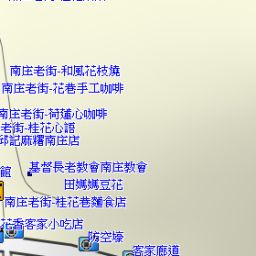 南庄老街-和風花枝燒
南庄老街-花巷手工咖啡
南庄老街-荷蓮心咖啡
老街-桂花心語
邱記麻糬南庄店
基督長老教會南庄教會
館
田媽媽豆花
南庄老街-桂花巷麵食店
花香客家小吃店
防空壕
客家廊道